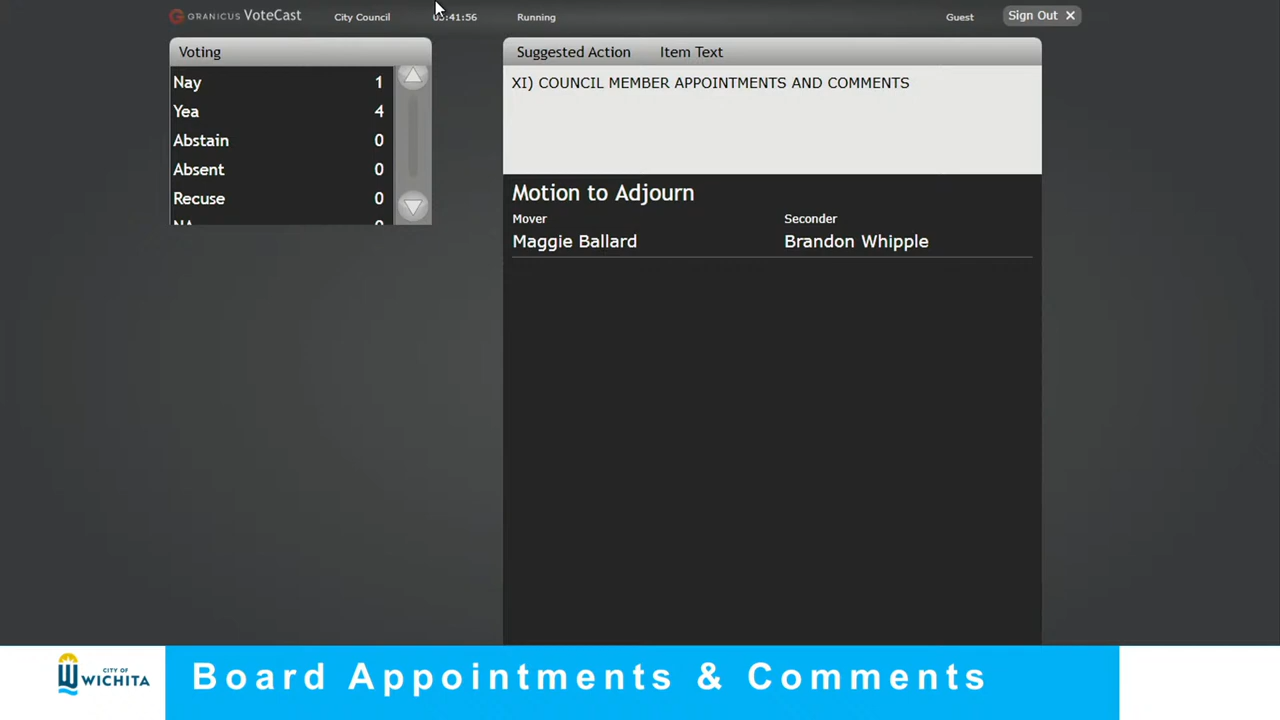 GRANICUS VoteCast City Council :41:56 Running Guest Sign Out X
Voting
Nay 1
Yea 4
Abstain 0
Absent 0
Recuse 0
Suggested Action Item Text
XI) COUNCIL MEMBER APPOINTMENTS AND COMMENTS
Motion to Adjourn
Mover Seconder
Maggie Ballard Brandon Whipple
CITY OF
WICHITA
Board Appointments & Comments